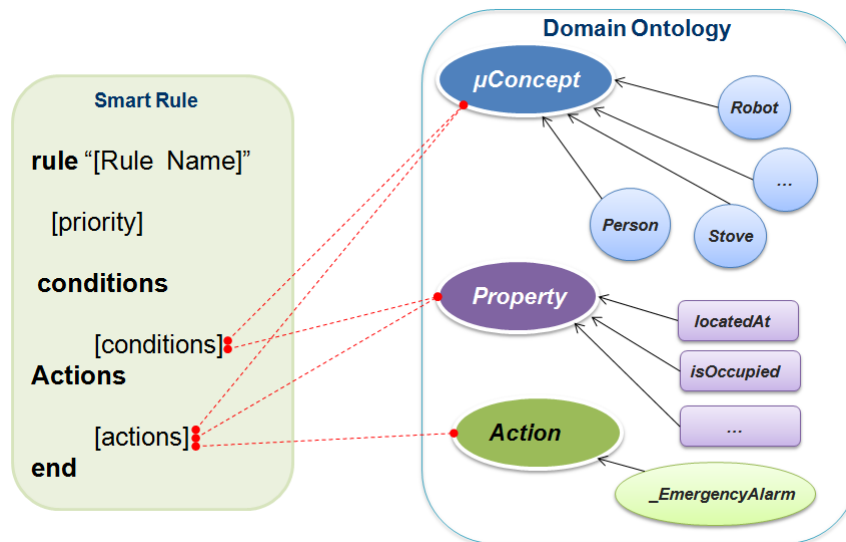 Smart Rule
rule “[Rule Name]”
[priority]
conditions
[conditions]
Actions
[actions]
end
Domain Ontology
µConcept
Robot
...
Person
Stove
Property
locatedAt
isOccupied
...
Action
_EmergencyAlarm